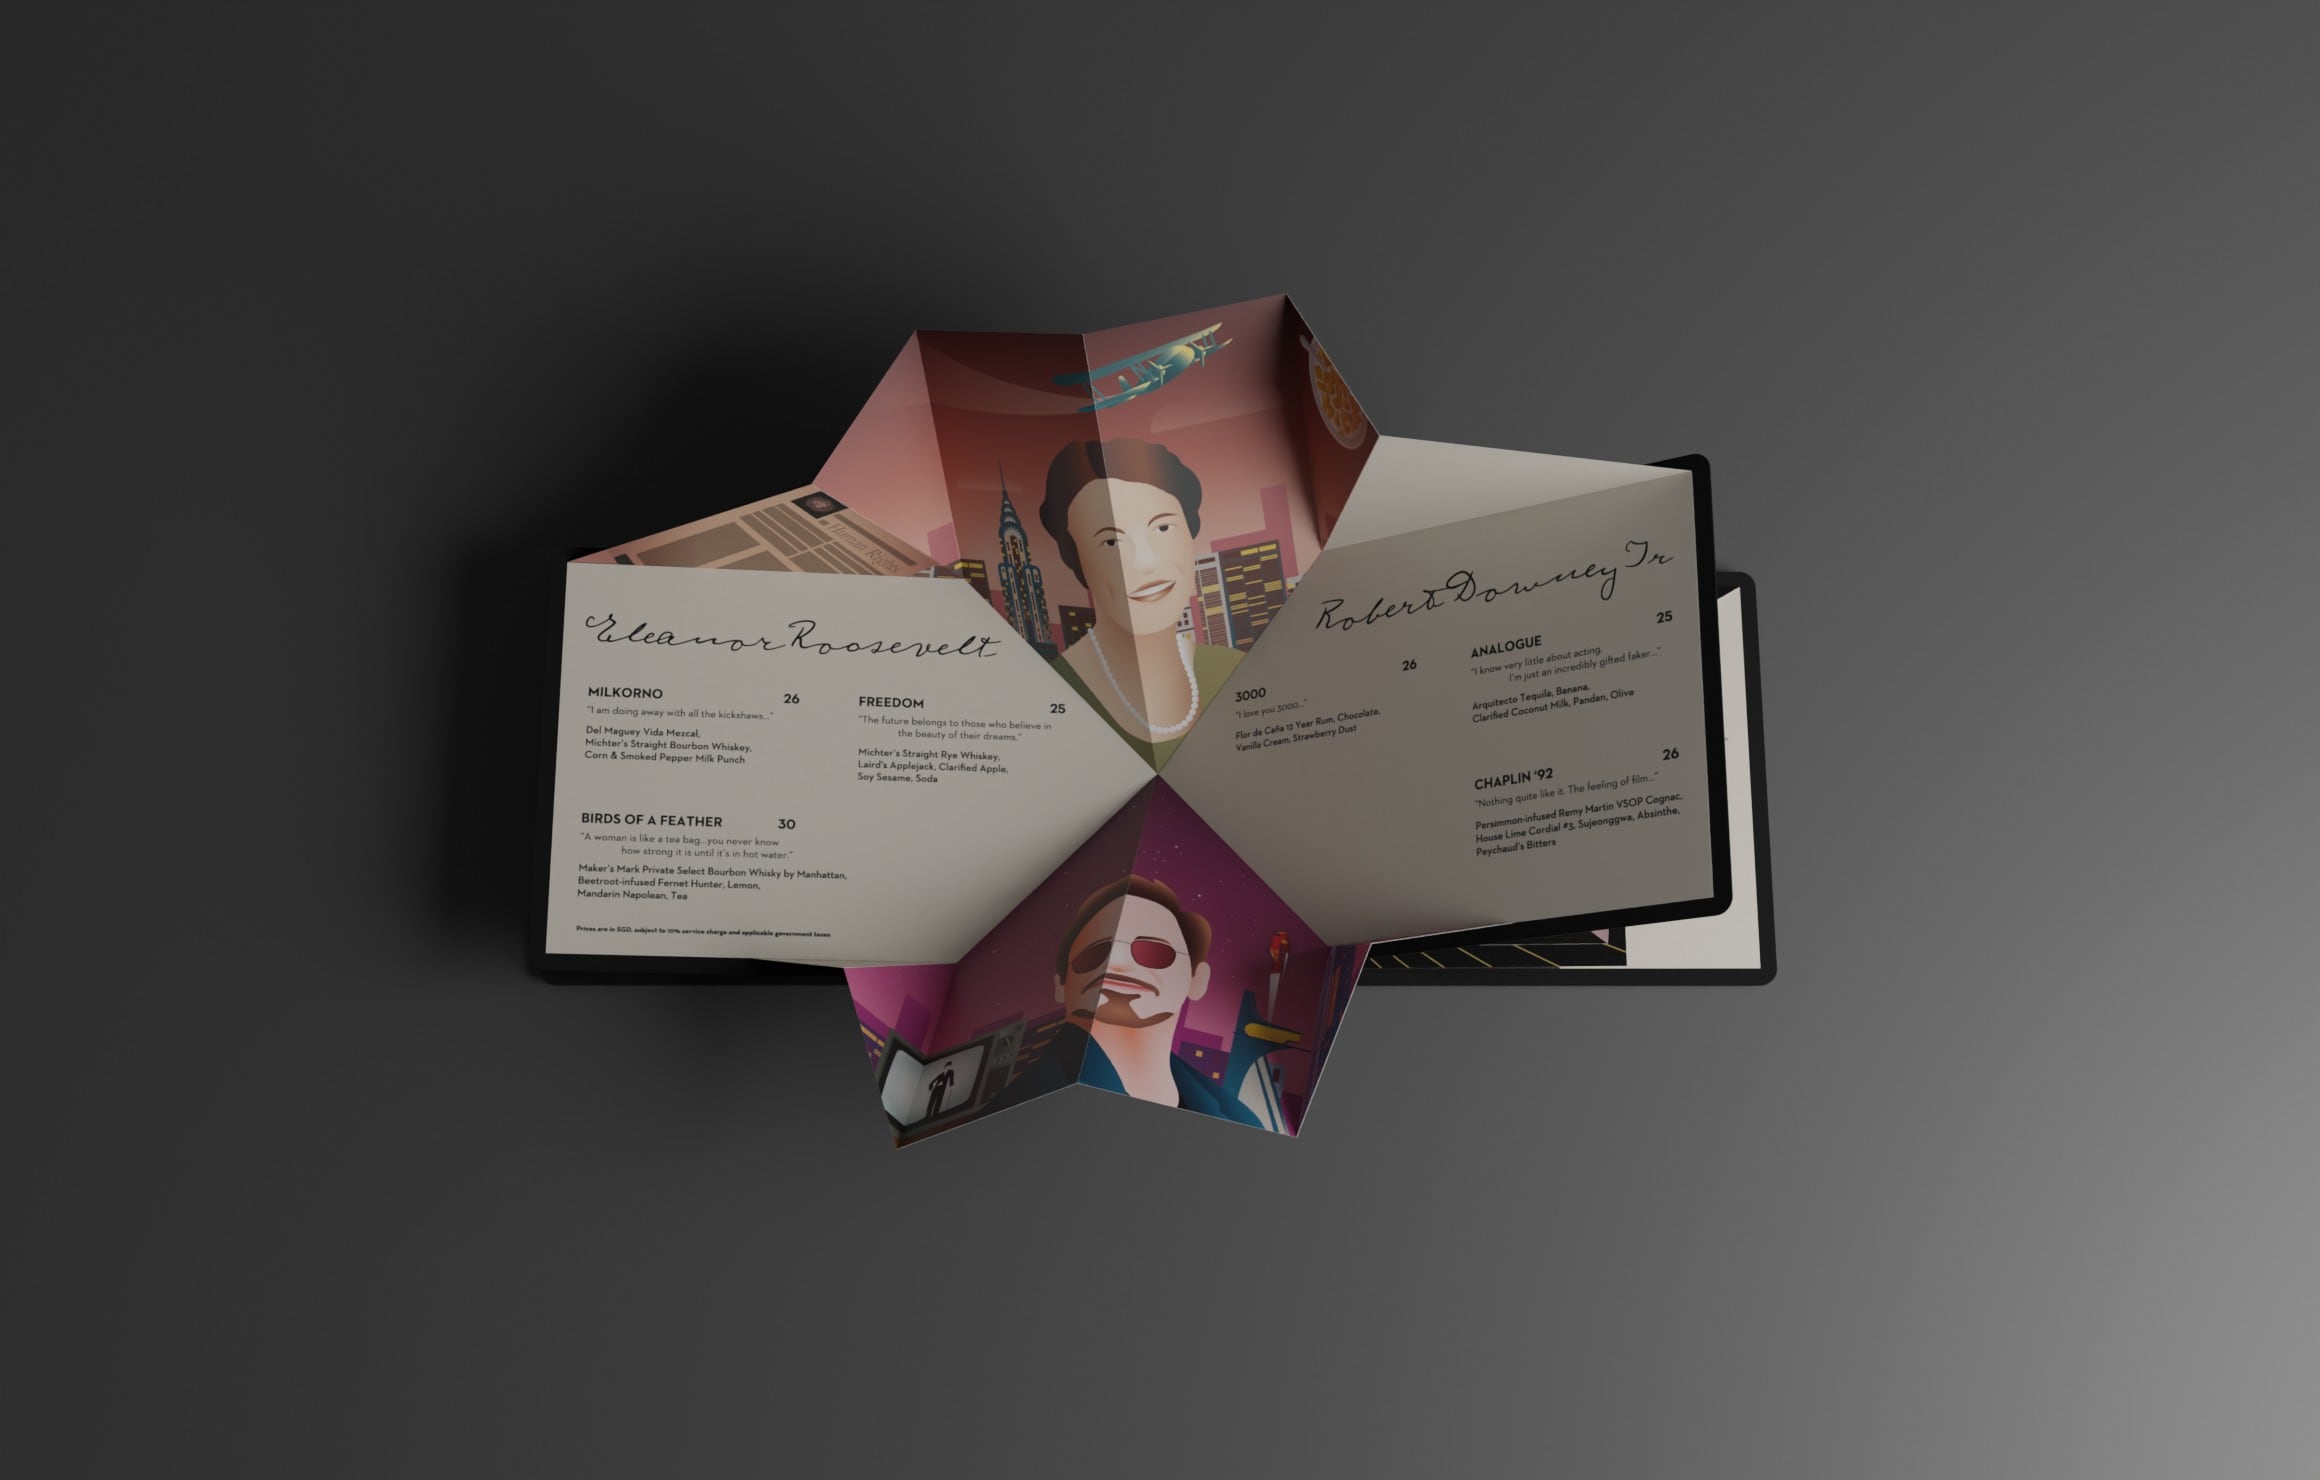 Human Rights
Eleanor Roosevelt
MILKORNO 26
"I am doing away with all the kickshaws..."
Del Maguey Vida Mezcal,
Michter's Straight Bourbon Whiskey,
Corn & Smoked Pepper Milk Punch
FREEDOM 25
"The future belongs to those who believe in
the beauty of their dreams."
Michter's Straight Rye Whiskey,
Laird's Applejack, Clarified Apple,
Soy Sesame, Soda
BIRDS OF A FEATHER 30
"A woman is like a tea bag...you never know
how strong it is until it's in hot water."
Maker's Mark Private Select Bourbon Whisky by Manhattan,
Beetroot-infused Fernet Hunter, Lemon,
Mandarin Napolean, Tea
Prices are in SGD, subject to 10% service charge and applicable government taxes
Robert Downey Jr
3000 26
"I love you 3000..."
Flor de Caña 12 Year Rum, Chocolate,
Vanilla Cream, Strawberry Dust
ANALOGUE 25
"I know very little about acting.
I'm just an incredibly gifted faker..."
Arquitecto Tequila, Banana,
Clarified Coconut Milk, Pandan, Olive
CHAPLIN '92 26
"Nothing quite like it. The feeling of film..."
Persimmon-infused Remy Martin VSOP Cognac,
House Lime Cordial #3, Sujeonggwa, Absinthe,
Peychaud's Bitters